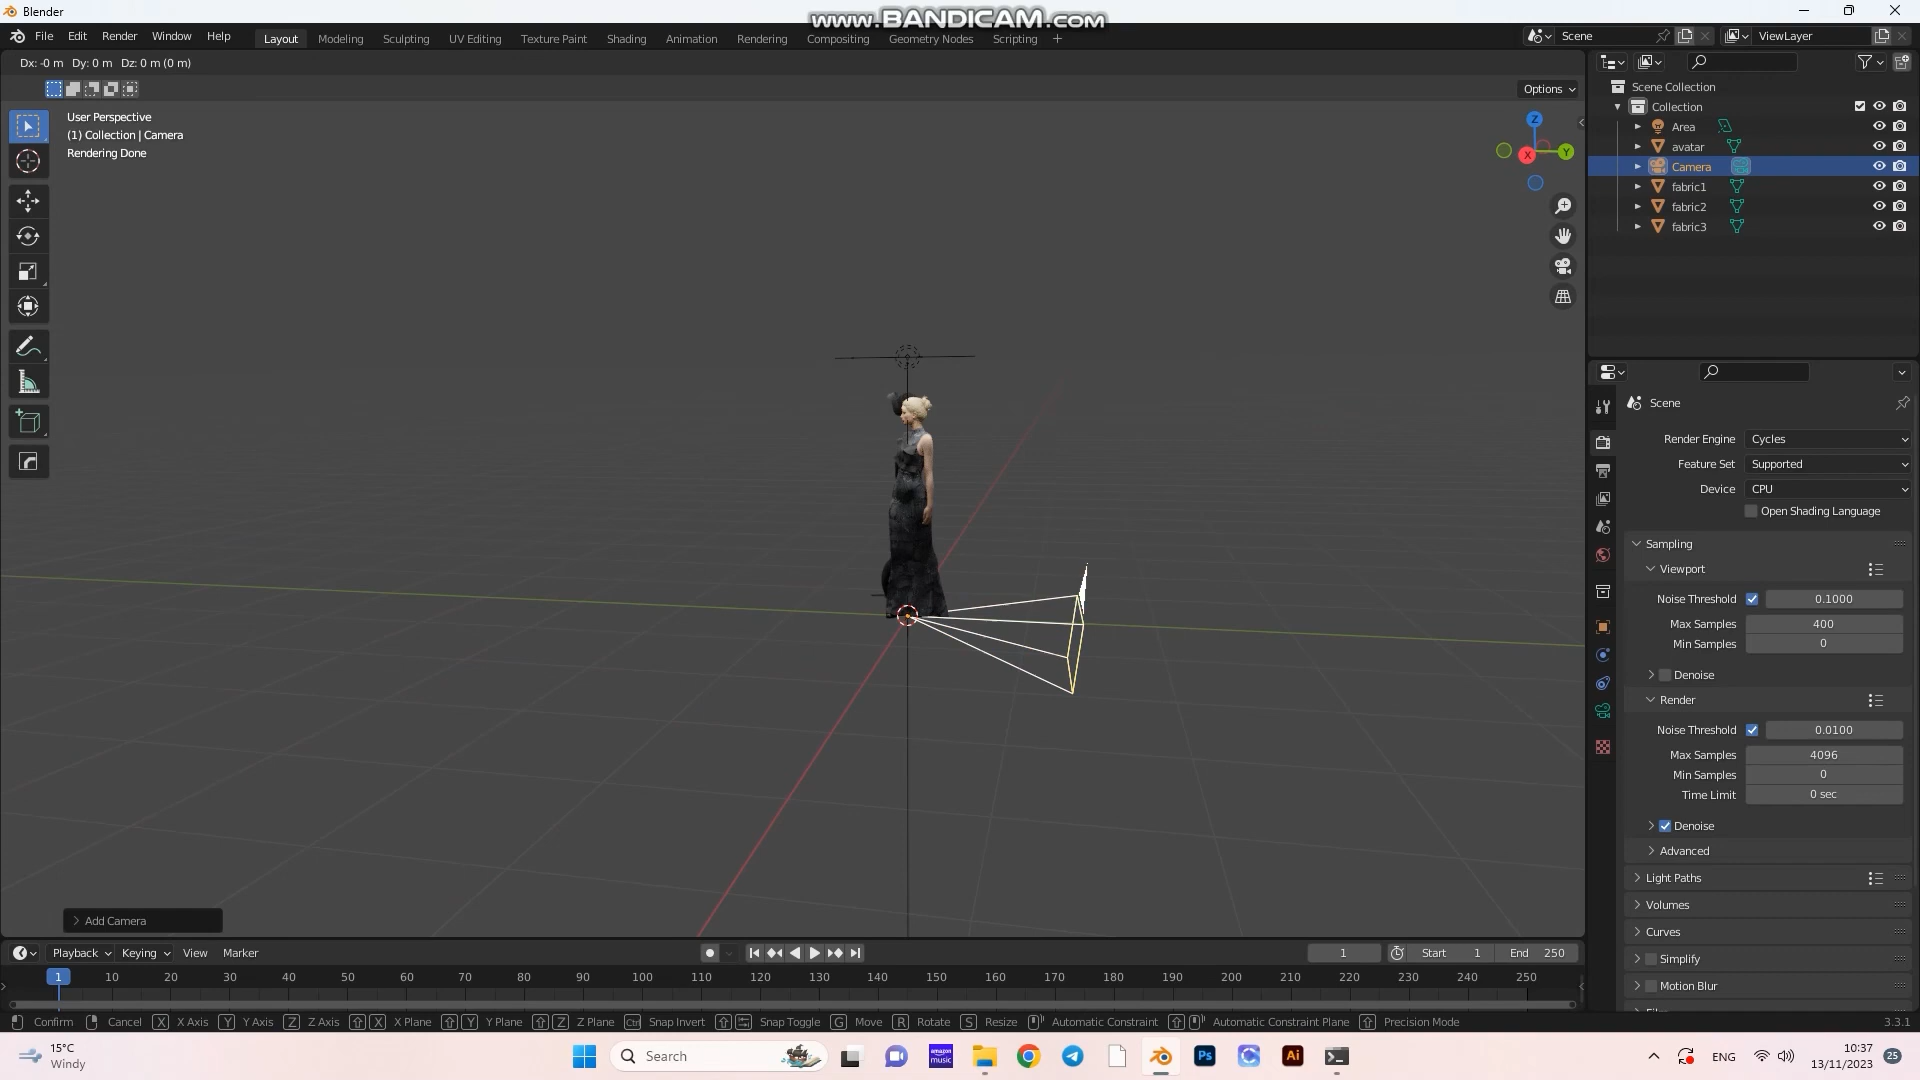 Blender
www.BANDICAM.com
File Edit Render Window Help
Layout Modeling Sculpting UV Editing Texture Paint Shading Animation Rendering Compositing Geometry Nodes Scripting +
Scene
ViewLayer
Dx: -0 m Dy: 0 m Dz: 0 m (0 m)
Options
User Perspective
(1) Collection | Camera
Rendering Done
Z
X
Y
Scene Collection
Collection
Area
avatar
Camera
fabric1
fabric2
fabric3
Scene
Render Engine Cycles
Feature Set Supported
Device CPU
Open Shading Language
Sampling
Viewport
Noise Threshold 0.1000
Max Samples 400
Min Samples 0
Denoise
Render
Noise Threshold 0.0100
Max Samples 4096
Min Samples 0
Time Limit 0 sec
Denoise
Advanced
Light Paths
Volumes
Curves
Simplify
Motion Blur
Add Camera
Playback Keying View Marker
1 Start 1 End 250
1 10 20 30 40 50 60 70 80 90 100 110 120 130 140 150 160 170 180 190 200 210 220 230 240 250
Confirm Cancel X X Axis Y Y Axis Z Z Axis X X Plane Y Y Plane Z Z Plane Ctrl Snap Invert Snap Toggle G Move R Rotate S Resize Automatic Constraint Automatic Constraint Plane Precision Mode
3.3.1
15°C
Windy
Search
amazon music
Ps
Ai
ENG
10:37
13/11/2023
25